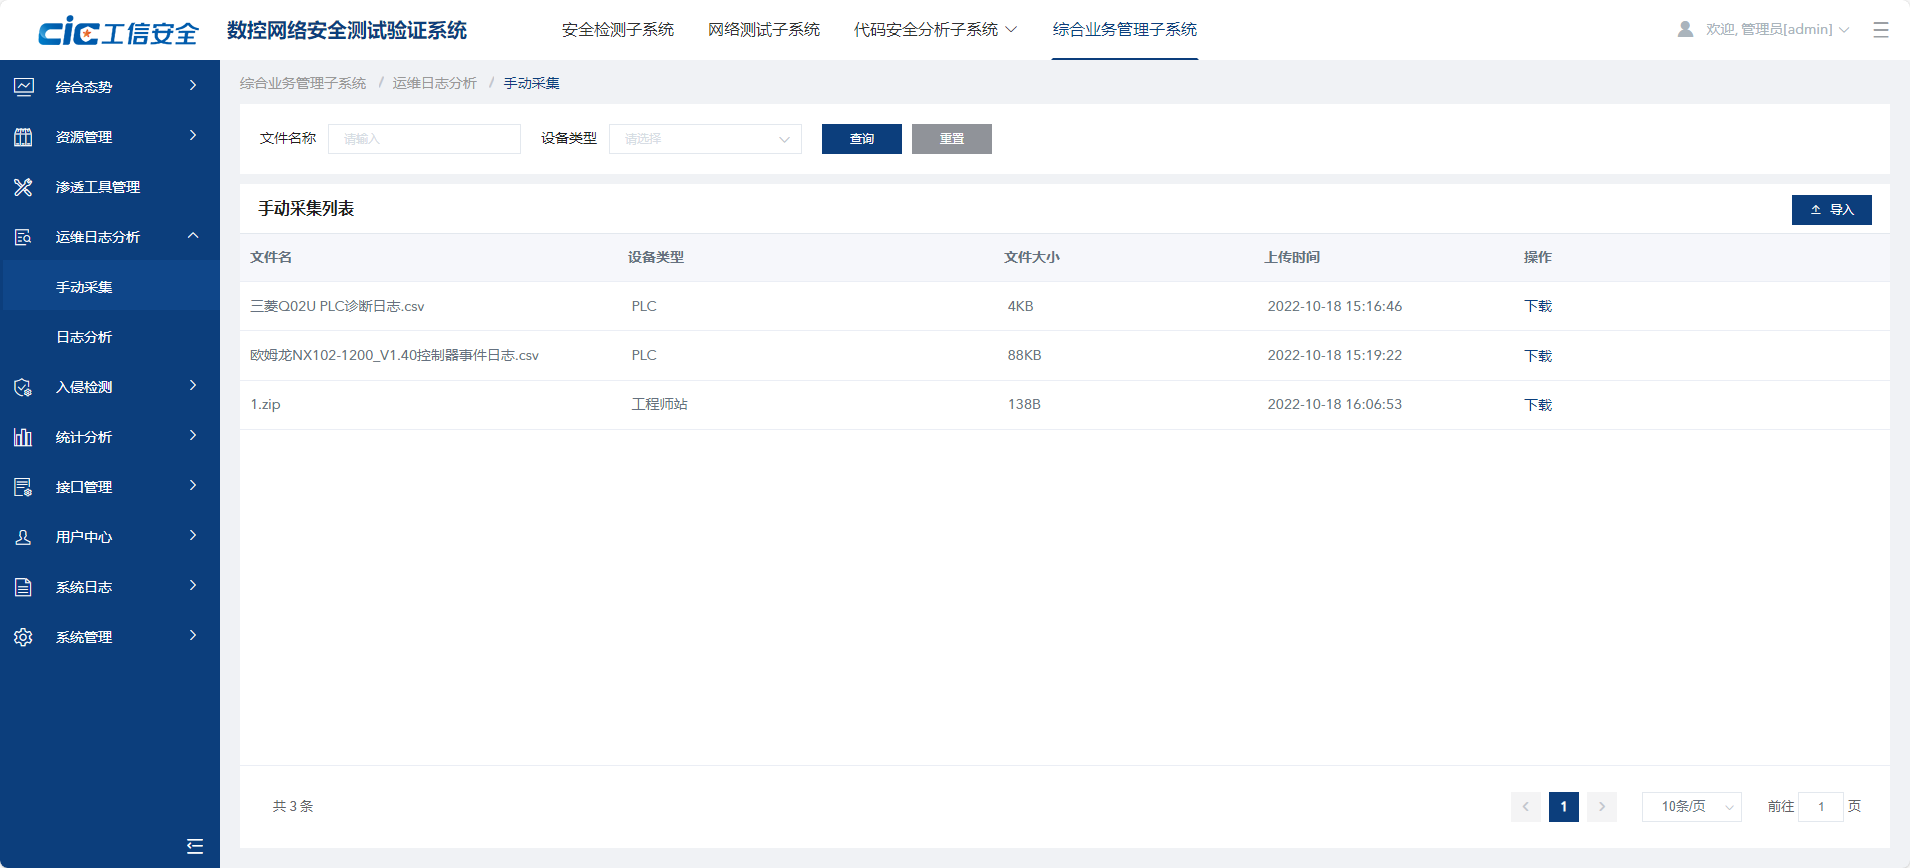 cic工信安全 数控网络安全测试验证系统 安全检测子系统 网络测试子系统 代码安全分析子系统 综合业务管理子系统 欢迎, 管理员[admin]
综合态势
资源管理
渗透工具管理
运维日志分析
手动采集
日志分析
入侵检测
统计分析
接口管理
用户中心
系统日志
系统管理
综合业务管理子系统 / 运维日志分析 / 手动采集
文件名称 请输入 设备类型 请选择 查询 重置
手动采集列表 导入
文件名 设备类型 文件大小 上传时间 操作
三菱Q02U PLC诊断日志.csv PLC 4KB 2022-10-18 15:16:46 下载
欧姆龙NX102-1200_V1.40控制器事件日志.csv PLC 88KB 2022-10-18 15:19:22 下载
1.zip 工程师站 138B 2022-10-18 16:06:53 下载
共 3 条 1 10条/页 前往 1 页